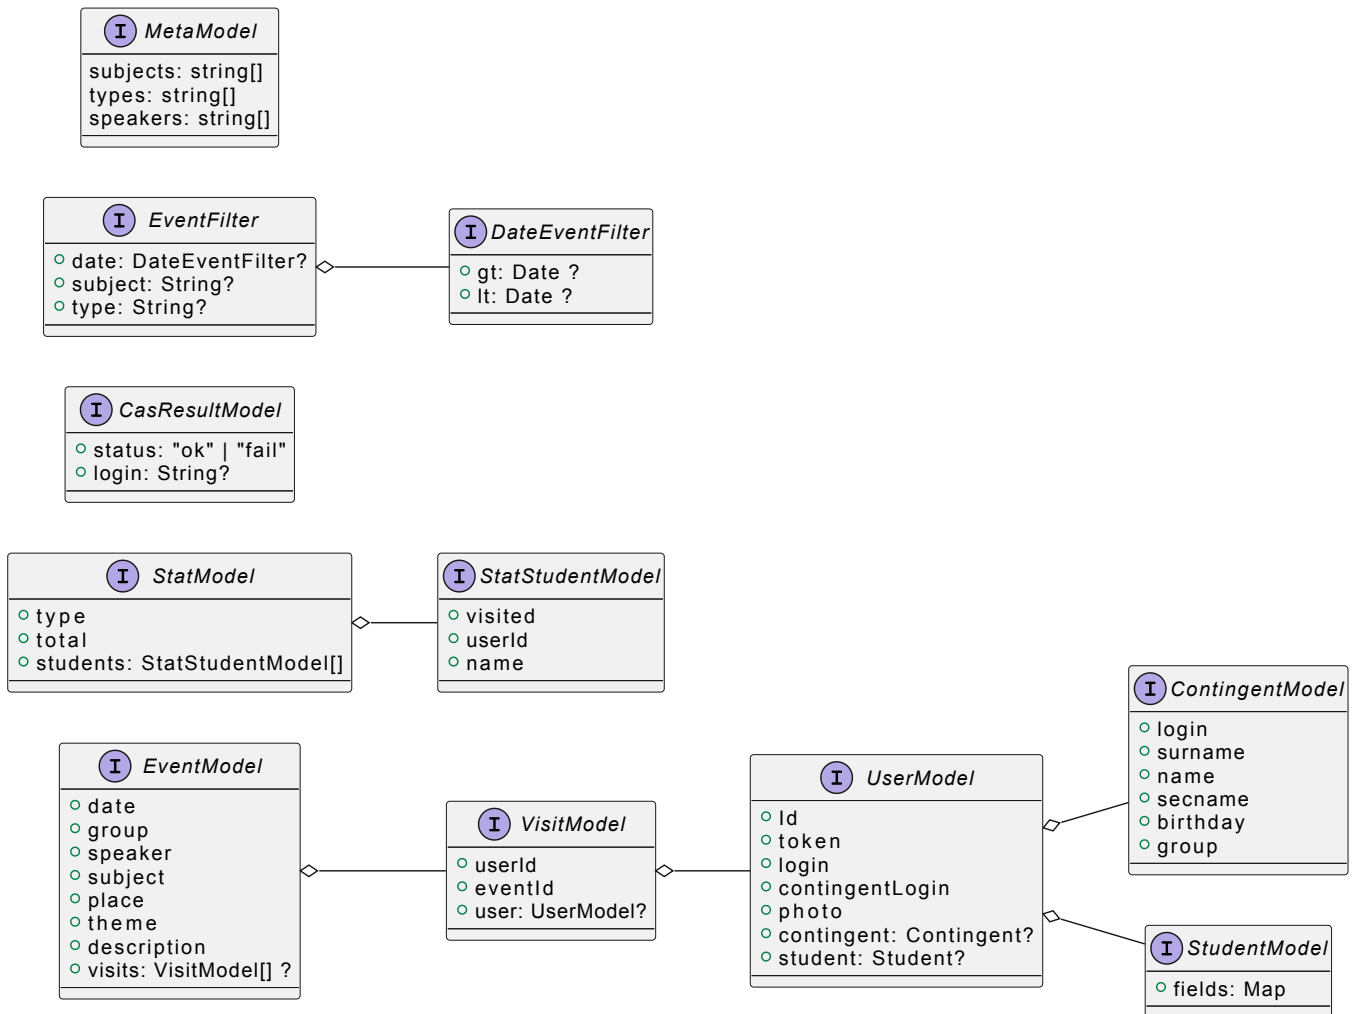 I MetaModel
subjects: string[]
types: string[]
speakers: string[]
I EventFilter
date: DateEventFilter?
subject: String?
type: String?
I DateEventFilter
gt: Date ?
lt: Date ?
I CasResultModel
status: "ok" | "fail"
login: String?
I StatModel
type
total
students: StatStudentModel[]
I StatStudentModel
visited
userId
name
I EventModel
date
group
speaker
subject
place
theme
description
visits: VisitModel[] ?
I VisitModel
userId
eventId
user: UserModel?
I UserModel
Id
token
login
contingentLogin
photo
contingent: Contingent?
student: Student?
I ContingentModel
login
surname
name
secname
birthday
group
I StudentModel
fields: Map